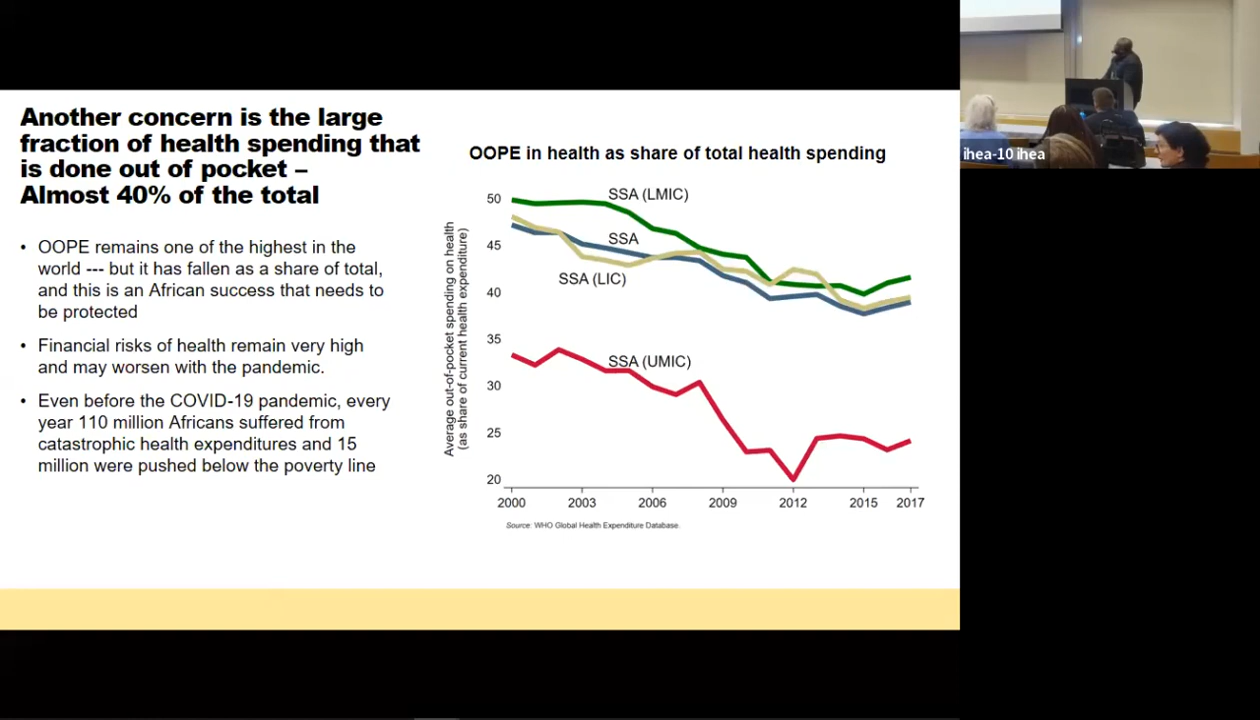 Another concern is the large
fraction of health spending that
is done out of pocket –
Almost 40% of the total
• OOPE remains one of the highest in the
world --- but it has fallen as a share of total,
and this is an African success that needs to
be protected
• Financial risks of health remain very high
and may worsen with the pandemic.
• Even before the COVID-19 pandemic, every
year 110 million Africans suffered from
catastrophic health expenditures and 15
million were pushed below the poverty line
OOPE in health as share of total health spending
Average out-of-pocket spending on health
(as share of current health expenditure)
50
45
40
35
30
25
20
SSA (LMIC)
SSA
SSA (LIC)
SSA (UMIC)
2000 2003 2006 2009 2012 2015 2017
Source: WHO Global Health Expenditure Database.
ihea-10 ihea